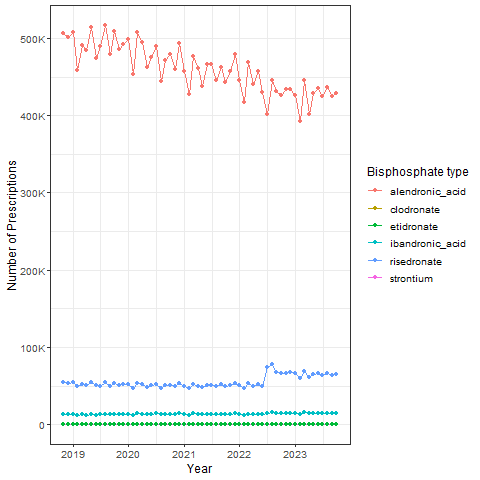 500K
400K
300K
200K
100K
0
Number of Prescriptions
2019 2020 2021 2022 2023
Year
Bisphosphate type
alendronic_acid
clodronate
etidronate
ibandronic_acid
risedronate
strontium